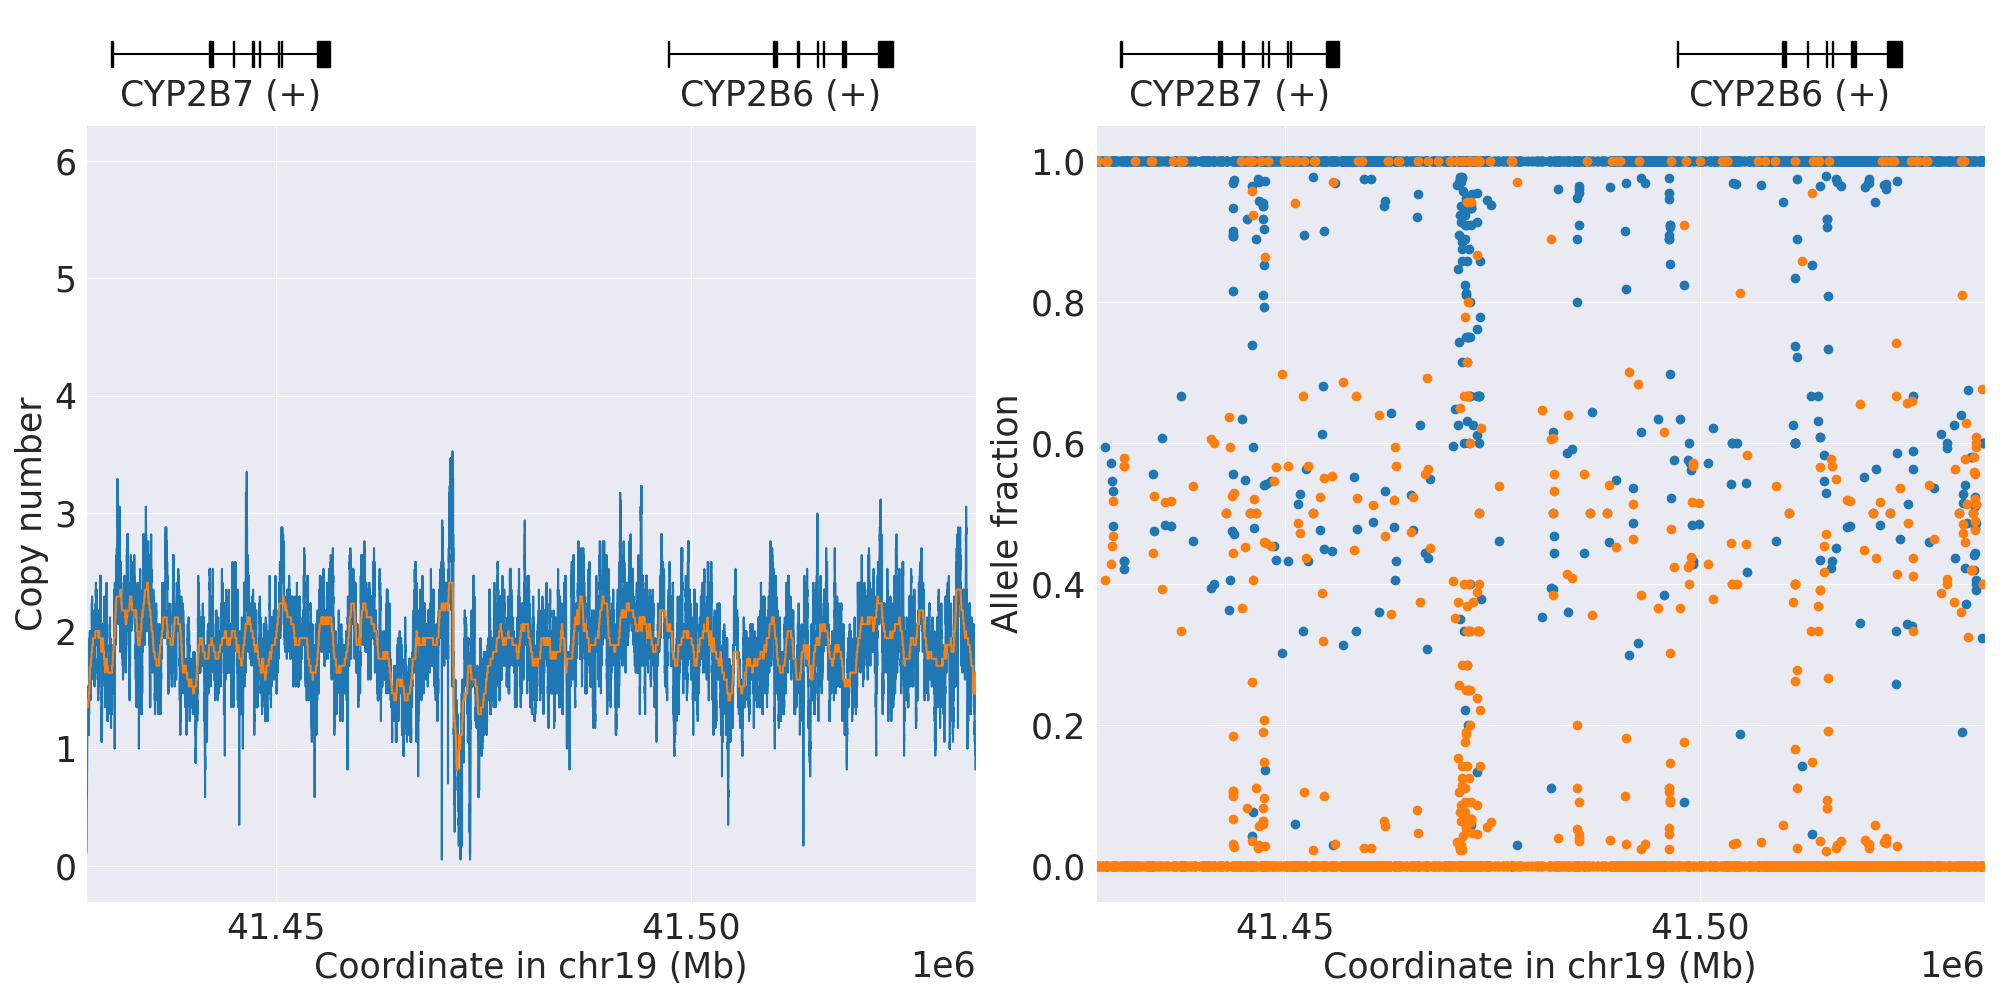 CYP2B7 (+)
CYP2B6 (+)
CYP2B7 (+)
CYP2B6 (+)
6
5
4
3
2
1
0
Copy number
41.45
41.50
Coordinate in chr19 (Mb)
1e6
1.0
0.8
0.6
0.4
0.2
0.0
Allele fraction
41.45
41.50
Coordinate in chr19 (Mb)
1e6